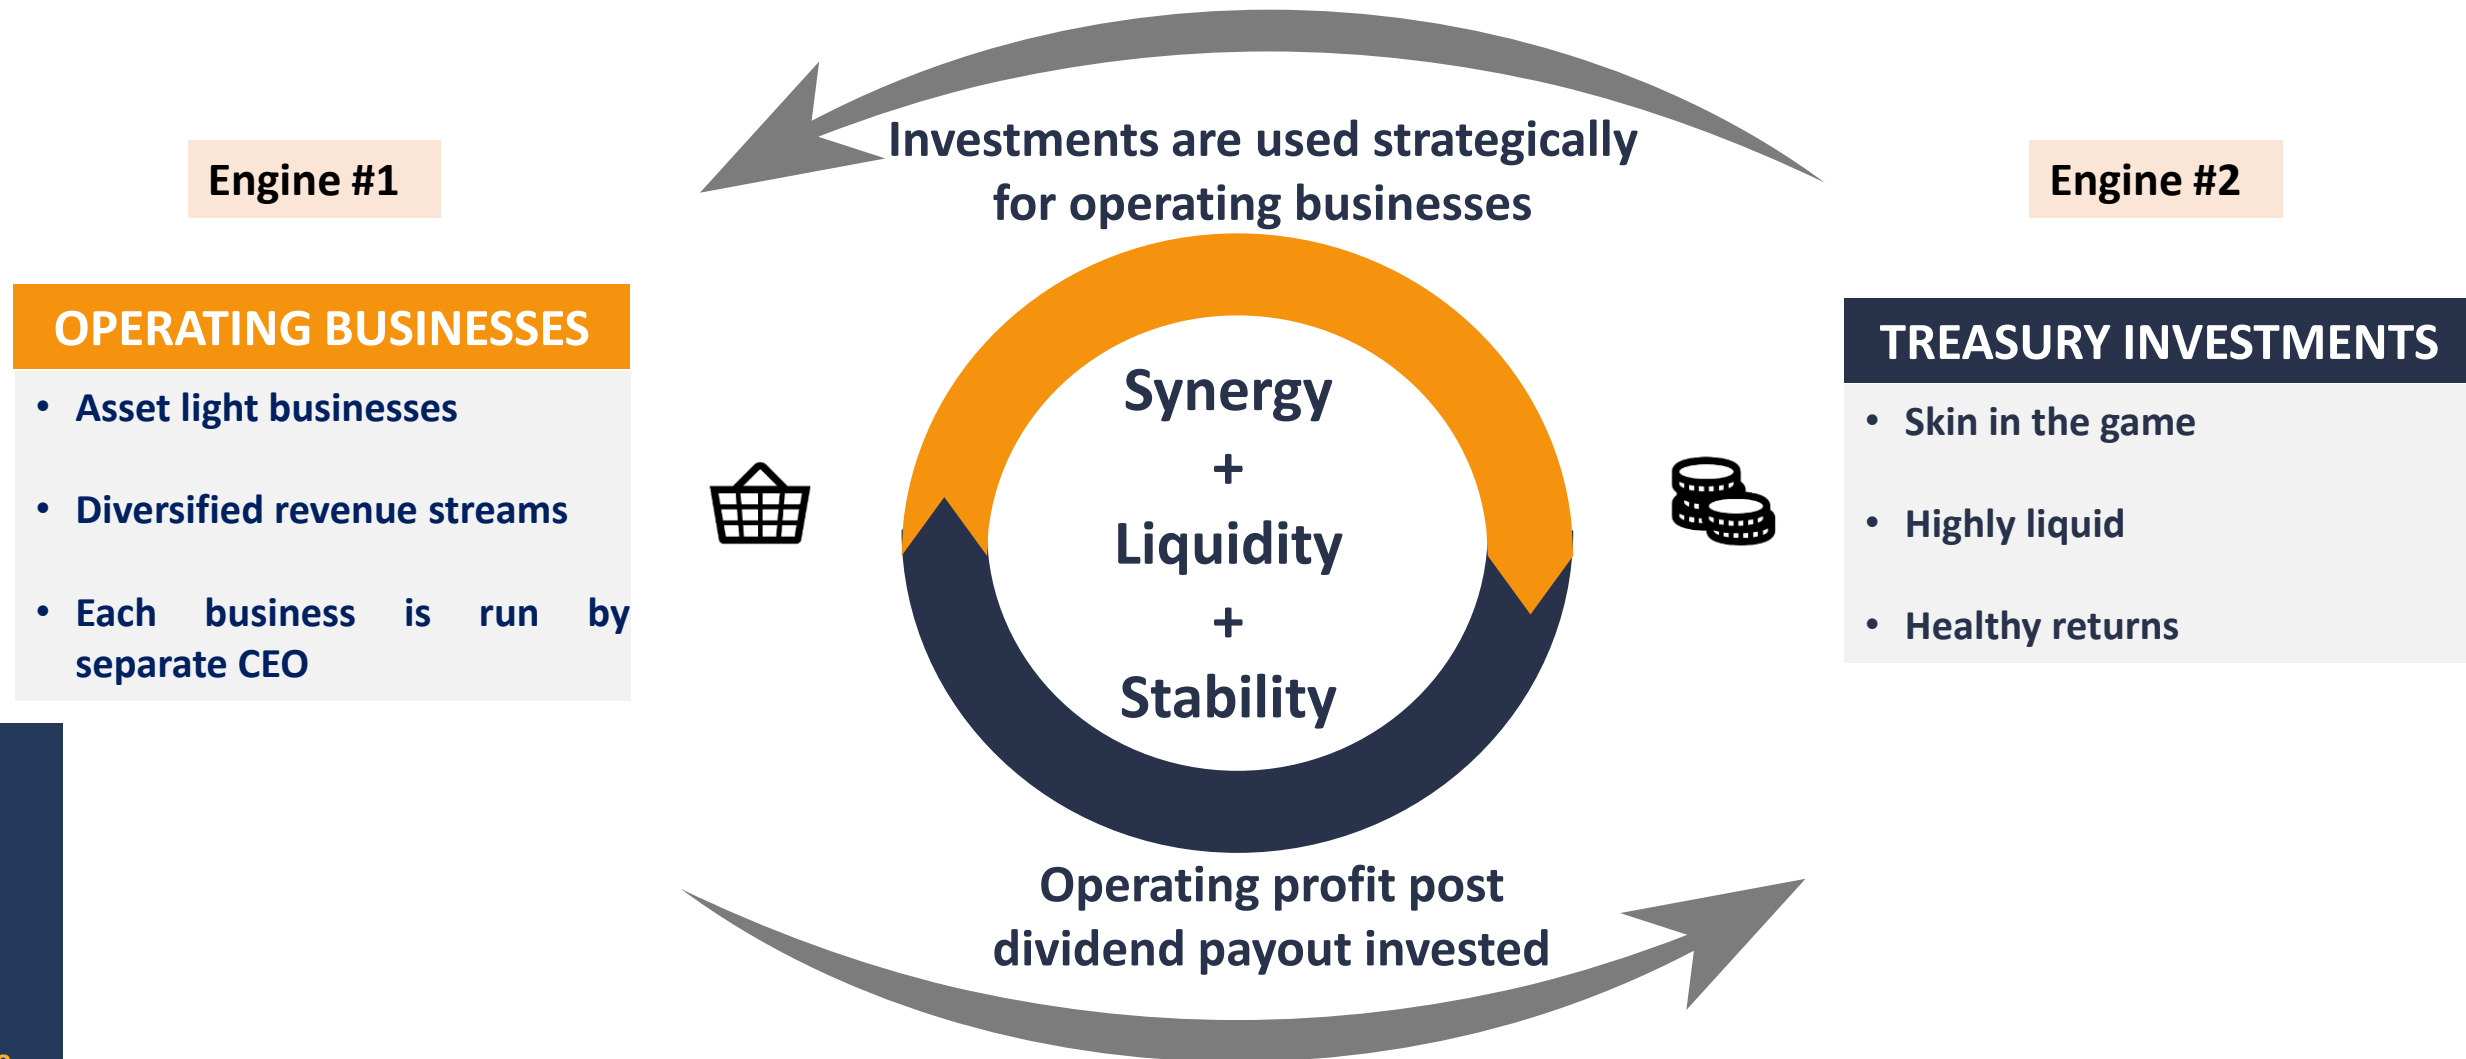 Investments are used strategically
for operating businesses
Engine #1
Engine #2
OPERATING BUSINESSES
• Asset light businesses
• Diversified revenue streams
• Each business is run by
separate CEO
Synergy
+
Liquidity
+
Stability
TREASURY INVESTMENTS
• Skin in the game
• Highly liquid
• Healthy returns
Operating profit post
dividend payout invested